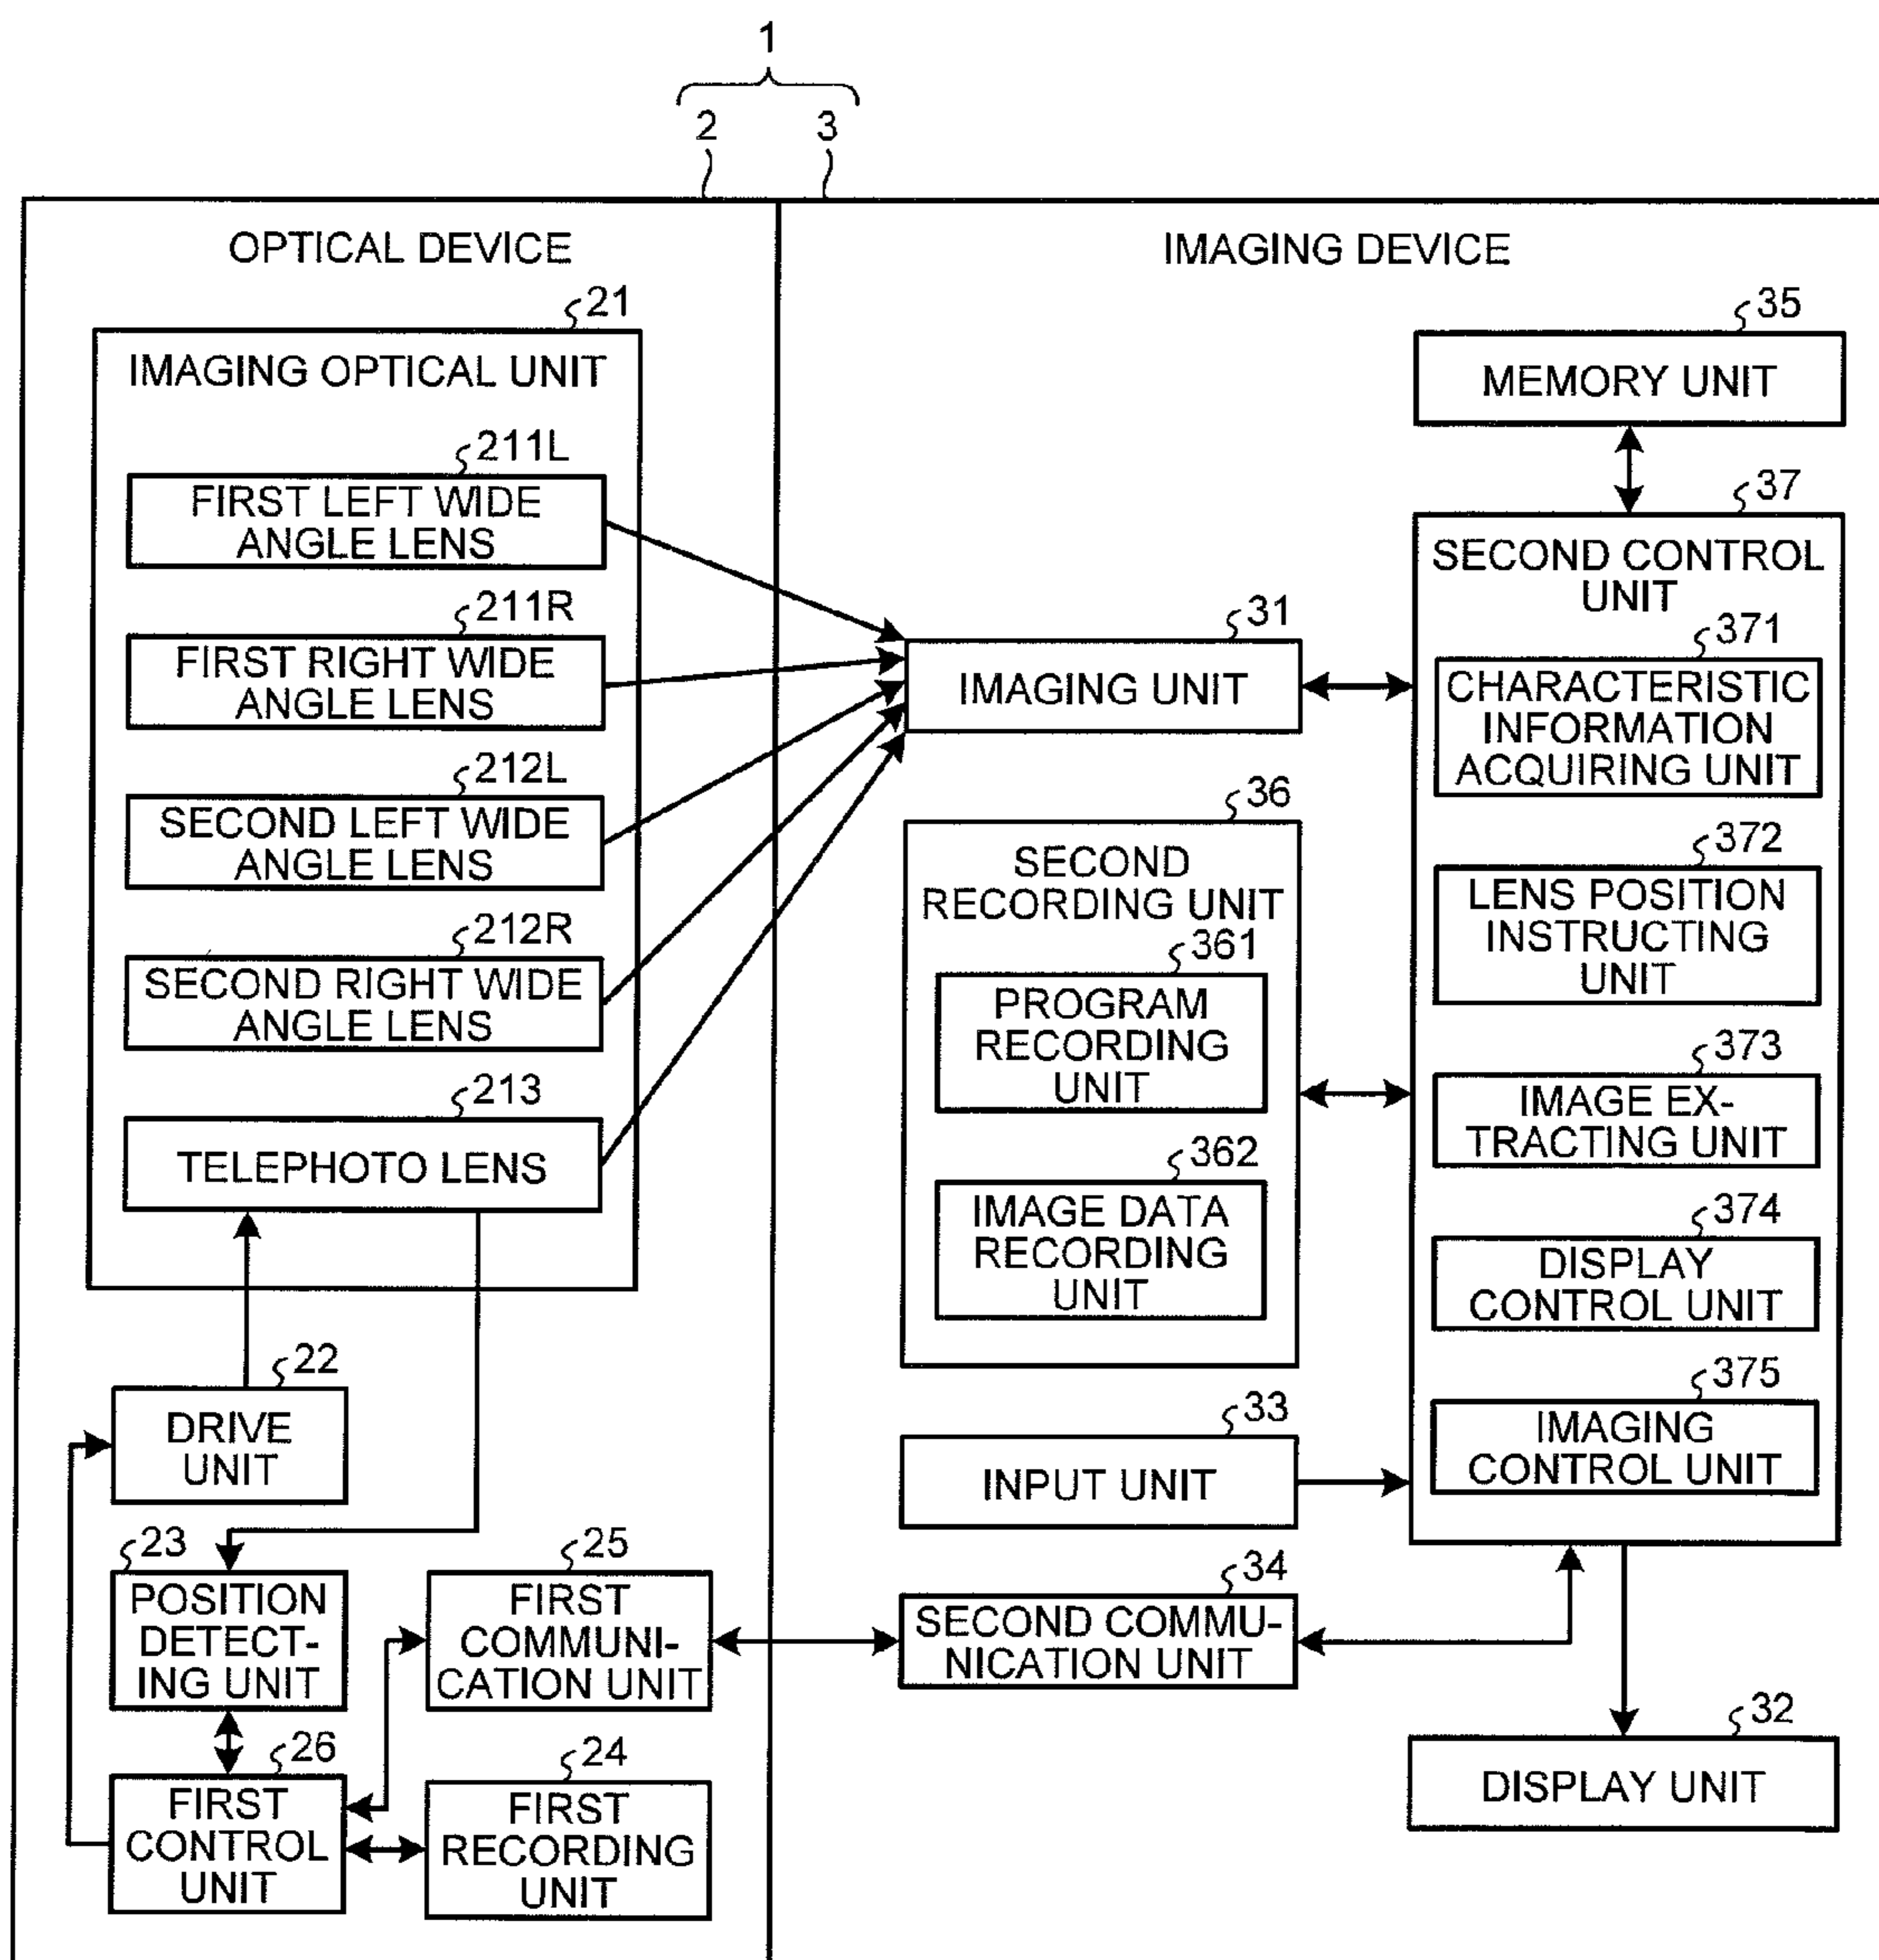 1
2
3
OPTICAL DEVICE
21
IMAGING OPTICAL UNIT
211L
FIRST LEFT WIDE
ANGLE LENS
211R
FIRST RIGHT WIDE
ANGLE LENS
212L
SECOND LEFT WIDE
ANGLE LENS
212R
SECOND RIGHT WIDE
ANGLE LENS
213
TELEPHOTO LENS
22
DRIVE
UNIT
23
POSITION
DETECT-
ING UNIT
25
FIRST
COMMUNI-
CATION UNIT
26
FIRST
CONTROL
UNIT
24
FIRST
RECORDING
UNIT
IMAGING DEVICE
35
MEMORY UNIT
31
IMAGING UNIT
36
SECOND
RECORDING UNIT
361
PROGRAM
RECORDING
UNIT
362
IMAGE DATA
RECORDING
UNIT
33
INPUT UNIT
34
SECOND COMMU-
NICATION UNIT
37
SECOND CONTROL
UNIT
371
CHARACTERISTIC
INFORMATION
ACQUIRING UNIT
372
LENS POSITION
INSTRUCTING
UNIT
373
IMAGE EX-
TRACTING UNIT
374
DISPLAY
CONTROL UNIT
375
IMAGING
CONTROL UNIT
32
DISPLAY UNIT